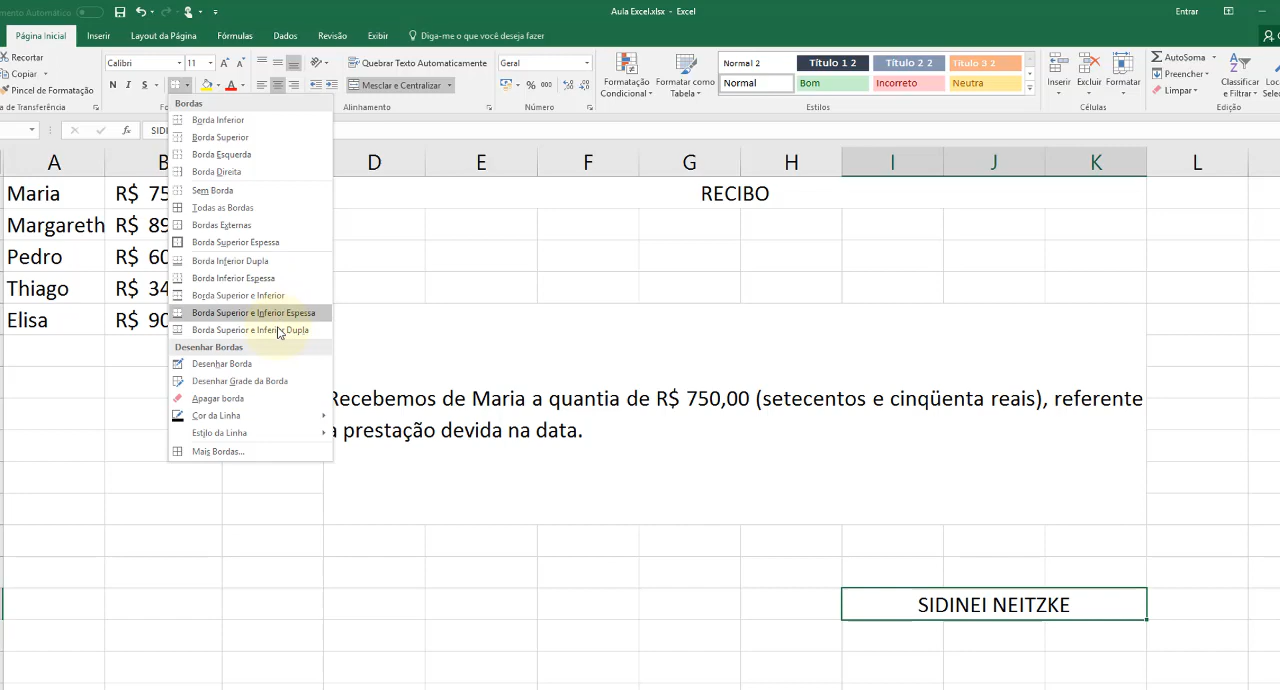 mento Automático
Aula Excel.xlsx - Excel
Entrar
Página Inicial Inserir Layout da Página Fórmulas Dados Revisão Exibir Diga-me o que você deseja fazer
Recortar
Copiar
Pincel de Formatação
a de Transferência
Calibri 11
N I S
Quebrar Texto Automaticamente
Mesclar e Centralizar
Alinhamento
Geral
% 000
Número
Formatação Condicional
Formatar como Tabela
Normal 2 Título 1 2 Título 2 2 Título 3 2
Normal Bom Incorreto Neutra
Estilos
Inserir Excluir Formatar
Células
AutoSoma
Preencher
Limpar
Classificar e Filtrar
Edição
Bordas
Borda Inferior
Borda Superior
Borda Esquerda
Borda Direita
Sem Borda
Todas as Bordas
Bordas Externas
Borda Superior Espessa
Borda Inferior Dupla
Borda Inferior Espessa
Borda Superior e Inferior
Borda Superior e Inferior Espessa
Borda Superior e Inferior Dupla
Desenhar Bordas
Desenhar Borda
Desenhar Grade da Borda
Apagar borda
Cor da Linha
Estilo da Linha
Mais Bordas...
fx SIDI
A B D E F G H I J K L
Maria R$ 75
RECIBO
Margareth R$ 89
Pedro R$ 60
Thiago R$ 34
Elisa R$ 90
Recebemos de Maria a quantia de R$ 750,00 (setecentos e cinqüenta reais), referente
a prestação devida na data.
SIDINEI NEITZKE